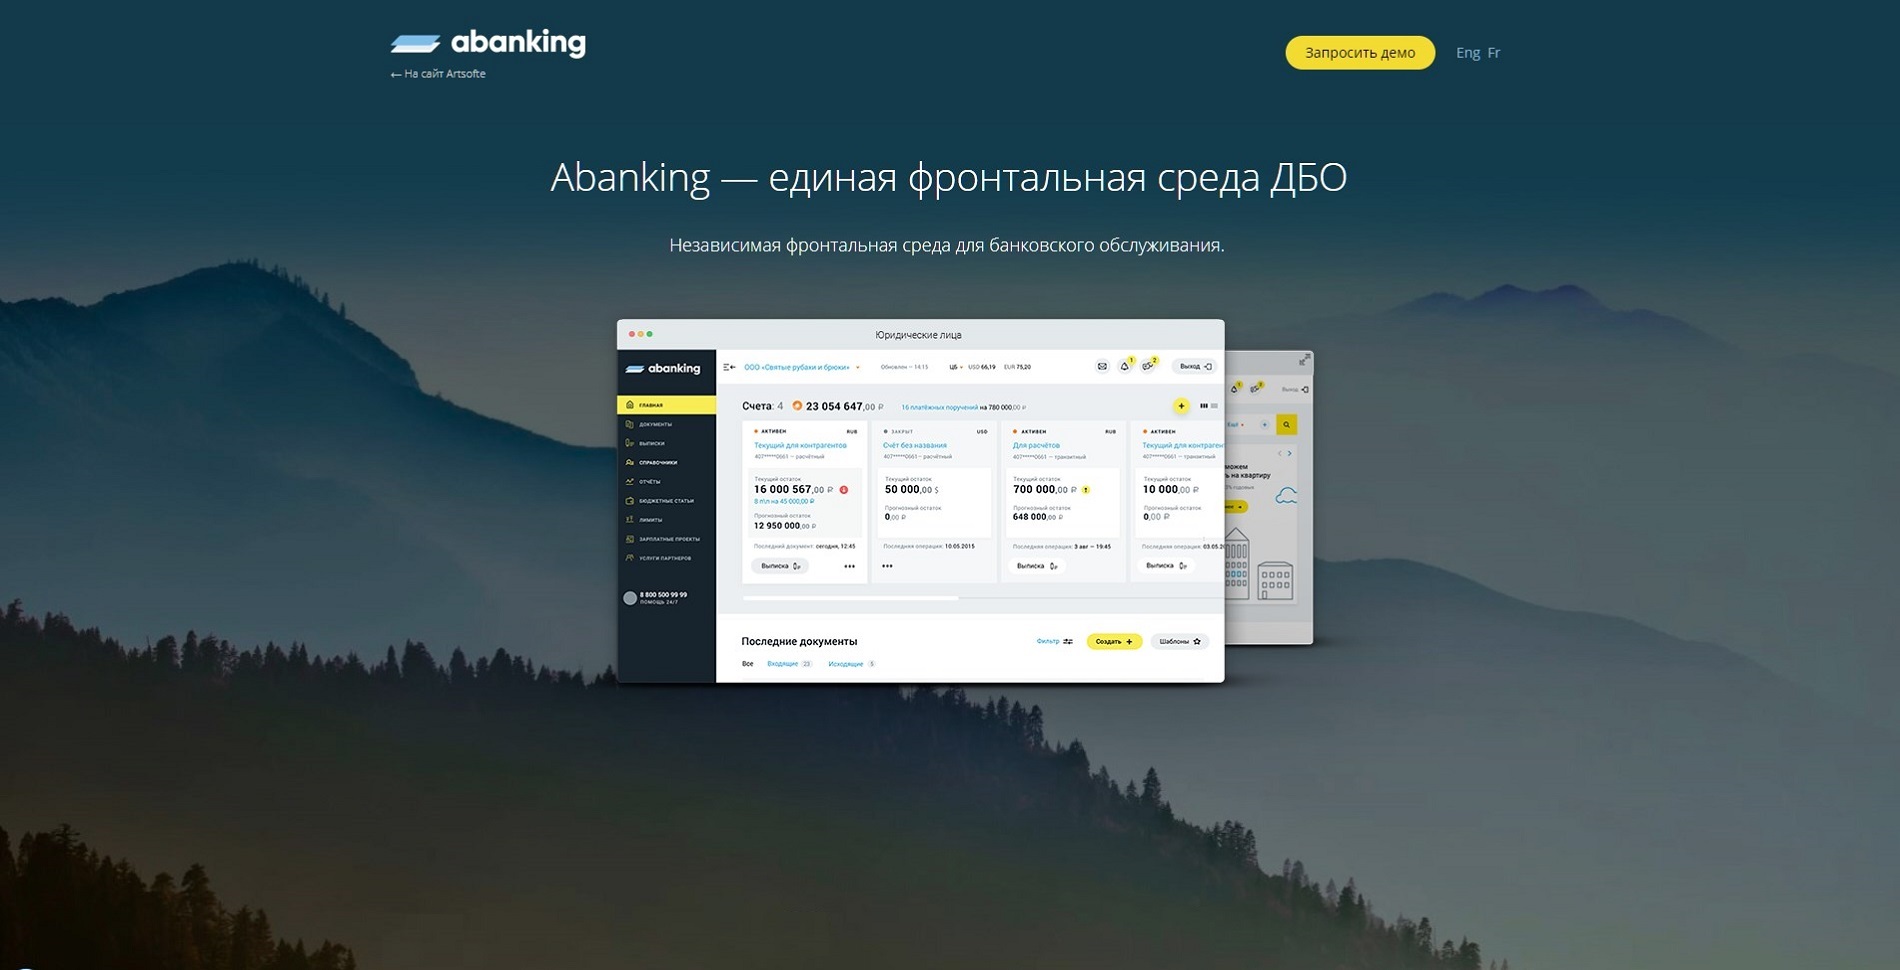 abanking
← На сайт Artsofte
Запросить демо
Eng Fr
Abanking — единая фронтальная среда ДБО
Независимая фронтальная среда для банковского обслуживания.
Юридические лица
abanking
ООО «Святые рубахи и брюки»
Обновлен — 14:15
ЦБ USD 66,19 EUR 75,20
1
2
Выход
Выход
ГЛАВНАЯ
ДОКУМЕНТЫ
ВЫПИСКИ
СПРАВОЧНИКИ
ОТЧЁТЫ
БЮДЖЕТНЫЕ СТАТЬИ
ЛИМИТЫ
ЗАРПЛАТНЫЕ ПРОЕКТЫ
УСЛУГИ ПАРТНЕРОВ
8 800 500 99 99
ПОМОЩЬ 24/7
Счета: 4 23 054 647,00 ₽ 16 платёжных поручений на 780 000,00 ₽
АКТИВЕН RUB
Текущий для контрагентов
407*****0661 — расчётный
Текущий остаток
16 000 567,00 ₽
8 пл на 45 000,00 ₽
Прогнозный остаток
12 950 000,00 ₽
Последний документ: сегодня, 12:45
Выписка
ЗАКРЫТ USD
Счёт без названия
407*****0661 — расчётный
Текущий остаток
50 000,00 $
Прогнозный остаток
0,00 ₽
Последняя операция: 10.05.2015
АКТИВЕН RUB
Для расчётов
407*****0661 — транзитный
Текущий остаток
700 000,00 ₽
Прогнозный остаток
648 000,00 ₽
Последняя операция: 3 авг — 19:45
Выписка
АКТИВЕН
Текущий для контрагент
407*****0661 — транзитный
Текущий остаток
10 000,00 ₽
Прогнозный остаток
0,00 ₽
Последняя операция: 03.05.20
Выписка
Ещё
можем
ь на квартиру
годовых
Последние документы
Фильтр
Создать +
Шаблоны
Все Входящие 23 Исходящие 5